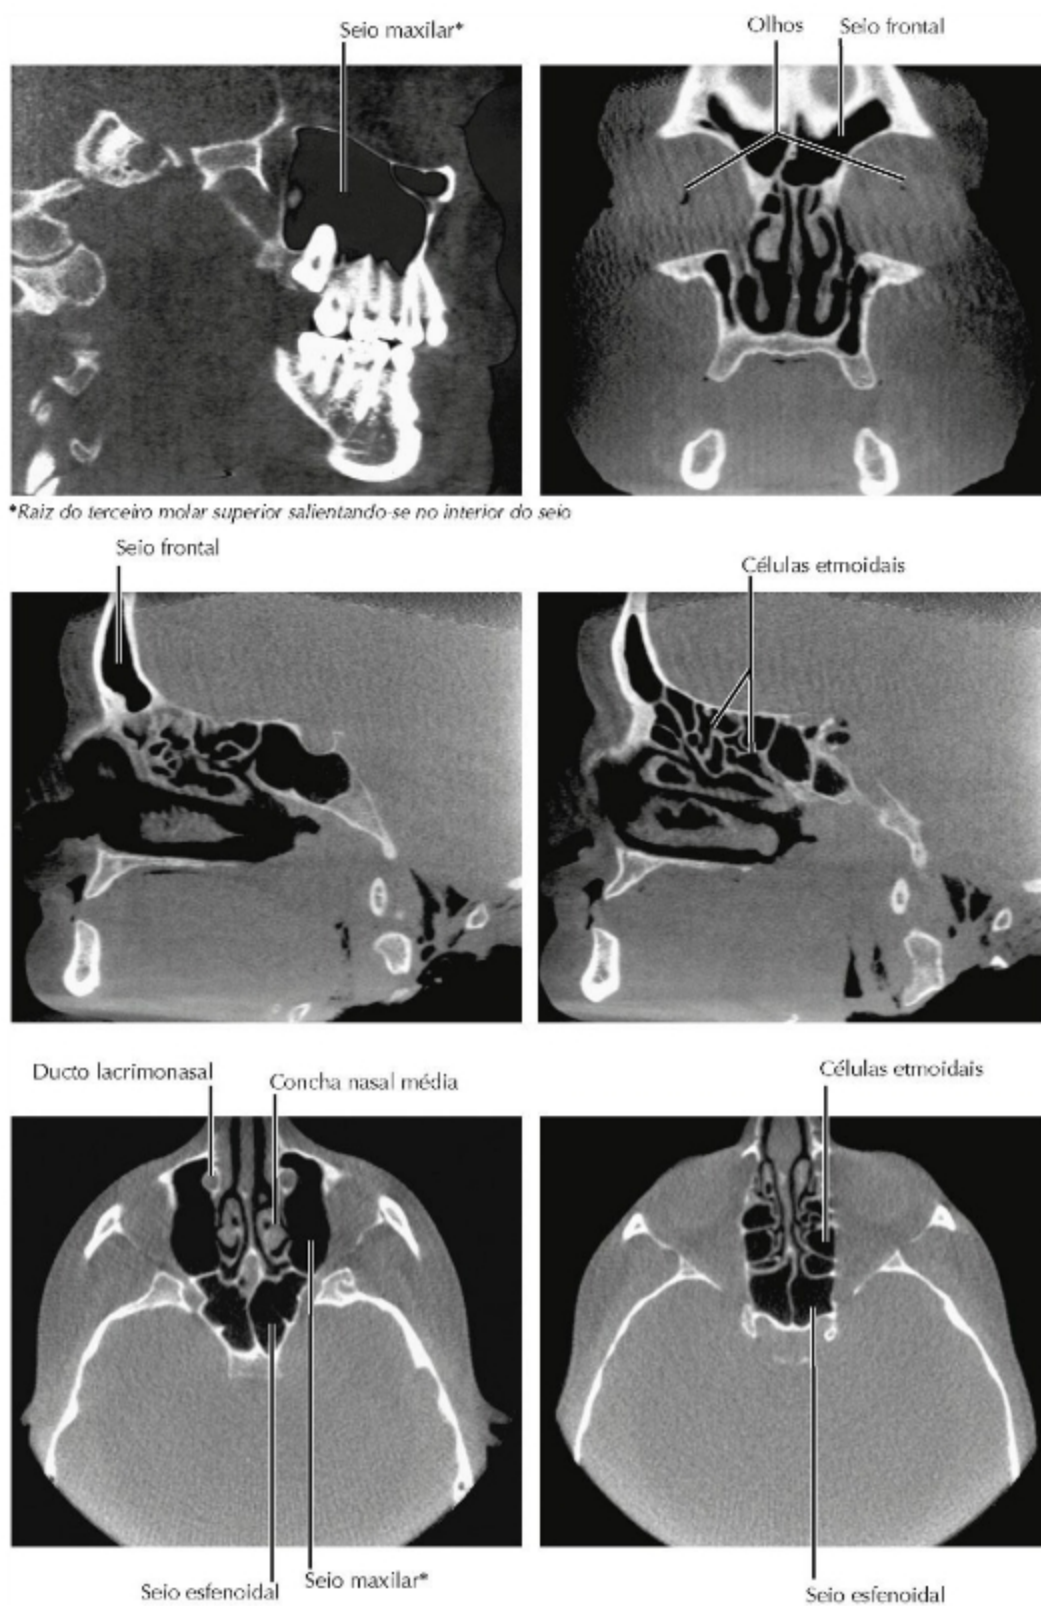 Seio maxilar*
Olhos
Seio frontal
*Raiz do terceiro molar superior salientando-se no interior do seio
Seio frontal
Células etmoidais
Ducto lacrimonasal
Concha nasal média
Células etmoidais
Seio esfenoidal
Seio maxilar*
Seio esfenoidal